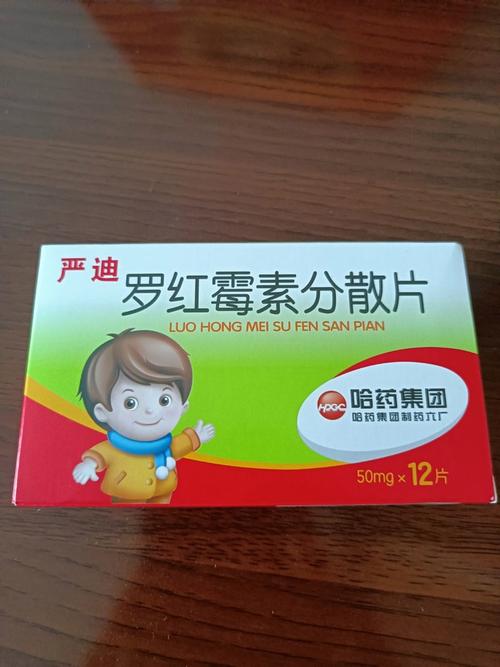 严迪
罗红霉素分散片
LUO HONG MEI SU FEN SAN PIAN
HPGC 哈药集团
哈药集团制药六厂
50mg×12片